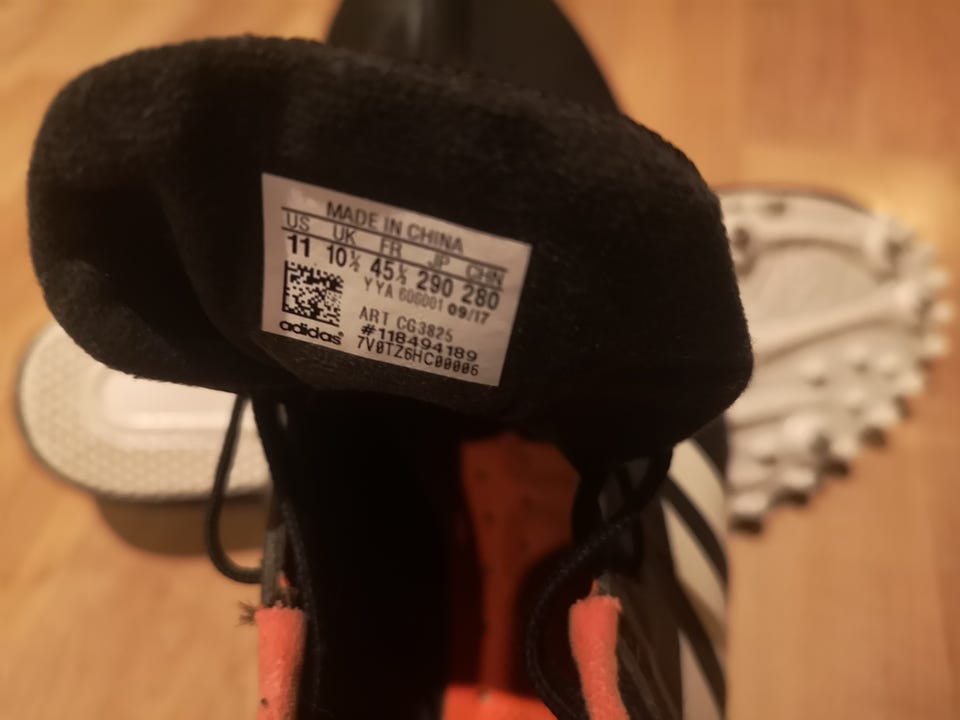 MADE IN CHINA
US UK FR JP CHN
11 10½ 45⅓ 290 280
YYA 606001 09/17
ART CG3825
#118494189
7V0TZ6HC00006
adidas®